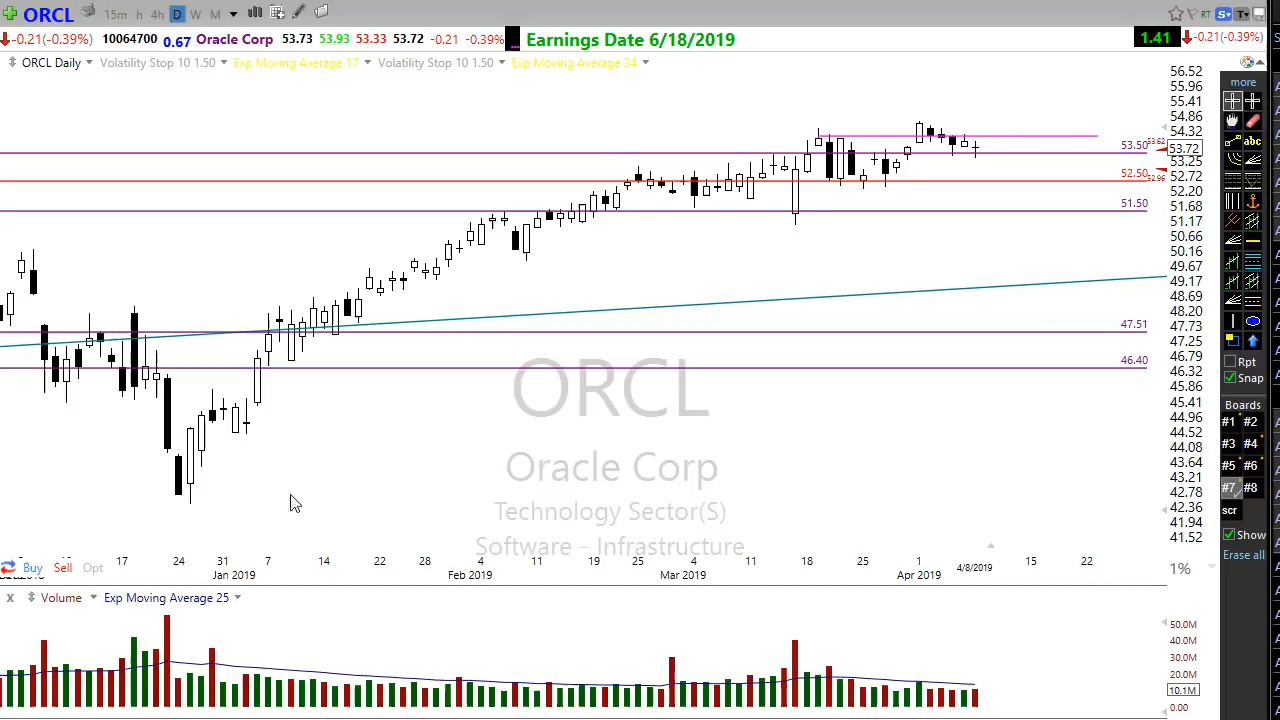 ORCL 15m h 4h D W M RT S T
-0.21(-0.39%) 10064700 0.67 Oracle Corp 53.73 53.93 53.33 53.72 -0.21 -0.39% Earnings Date 6/18/2019 1.41 -0.21(-0.39%)
ORCL Daily Volatility Stop 10 1.50 Exp Moving Average 17 Volatility Stop 10 1.50 Exp Moving Average 34
56.52
55.96
55.41
54.86
54.32
53.72
53.25
52.72
52.20
51.68
51.17
50.66
50.16
49.67
49.17
48.69
48.20
47.73
47.25
46.79
46.32
45.86
45.41
44.96
44.52
44.08
43.64
43.21
42.78
42.36
41.94
41.52
53.50
53.62
52.50
52.96
51.50
47.51
46.40
ORCL
Oracle Corp
Technology Sector(S)
Software - Infrastructure
17 24 31 7 14 22 28 4 11 19 25 4 11 18 25 1 4/8/2019 15 22
Jan 2019 Feb 2019 Mar 2019 Apr 2019
Buy Sell Opt
1%
x Volume Exp Moving Average 25
50.0M
40.0M
30.0M
20.0M
10.1M
0.00
more
abc
Rpt
Snap
Boards
#1 #2
#3 #4
#5 #6
#7 #8
scr
Show
Erase all